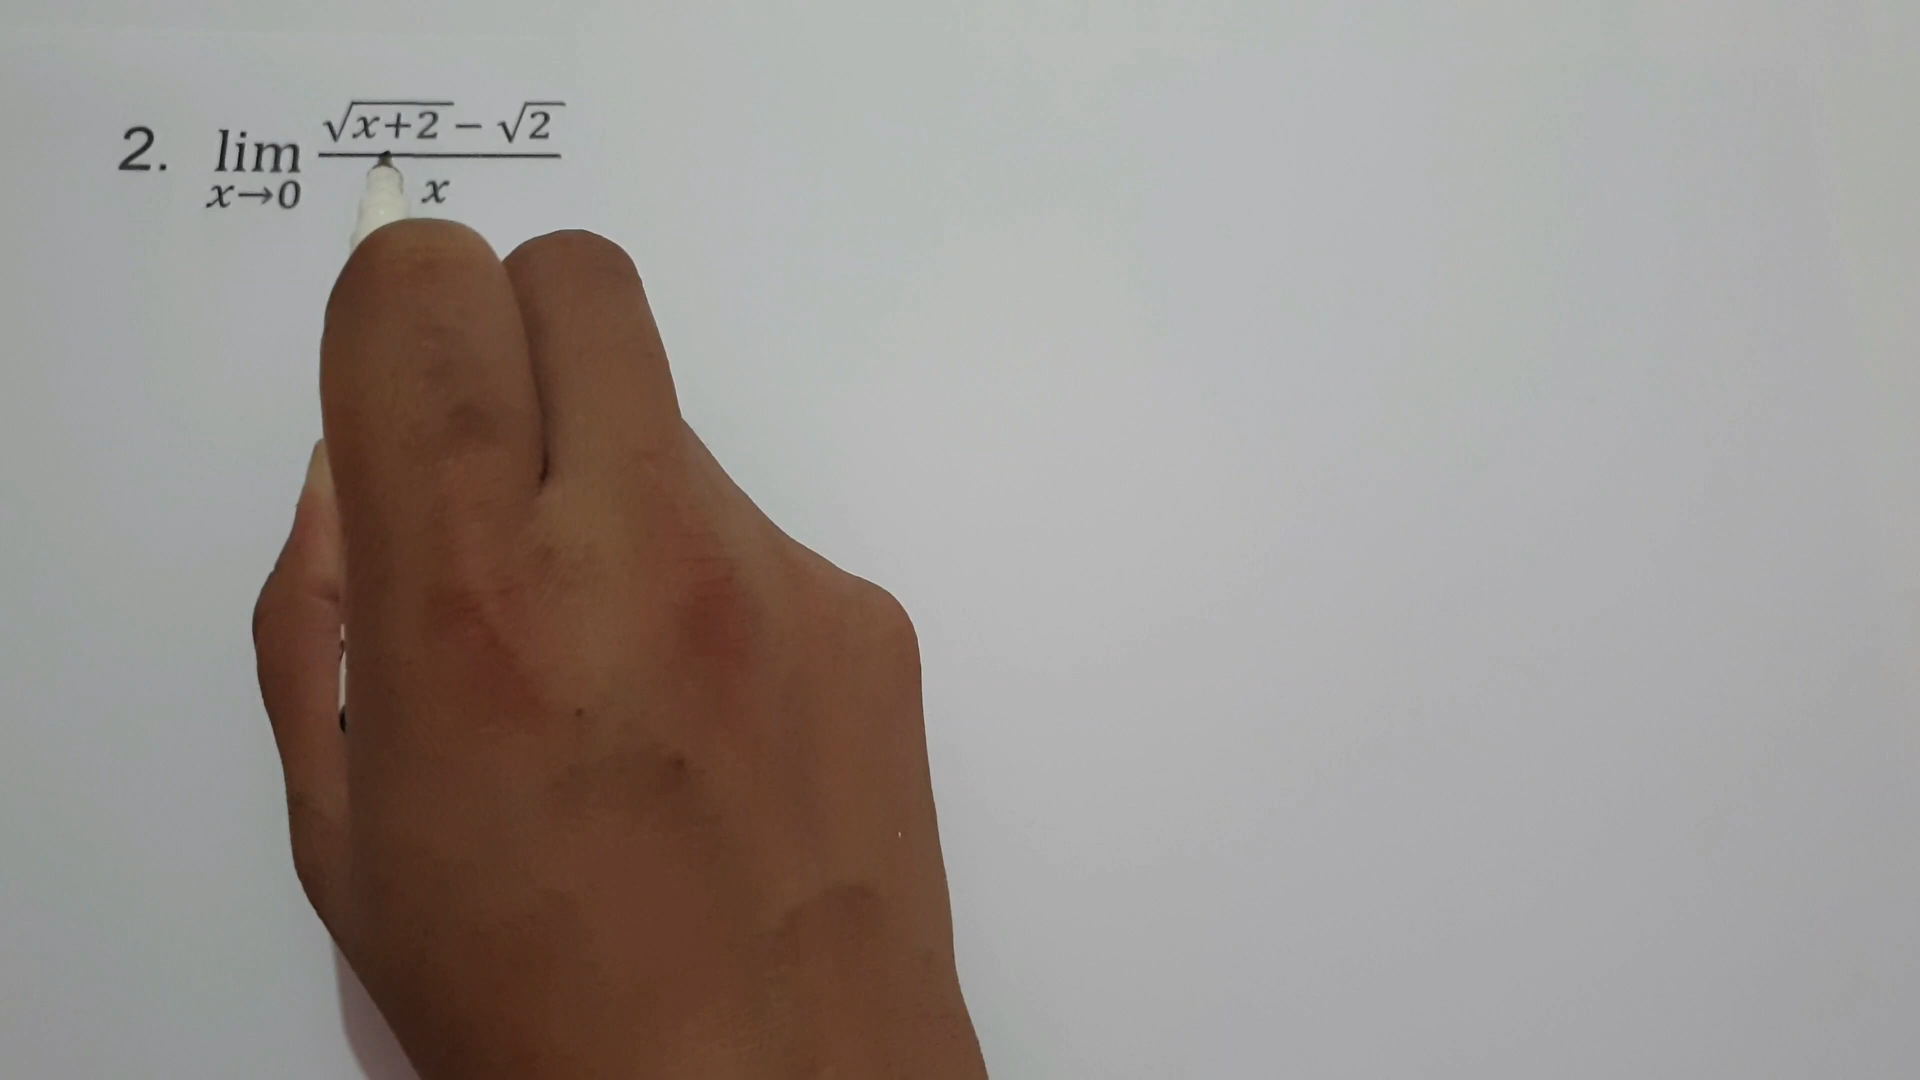 2. lim x→0 (√x+2 − √2)/x